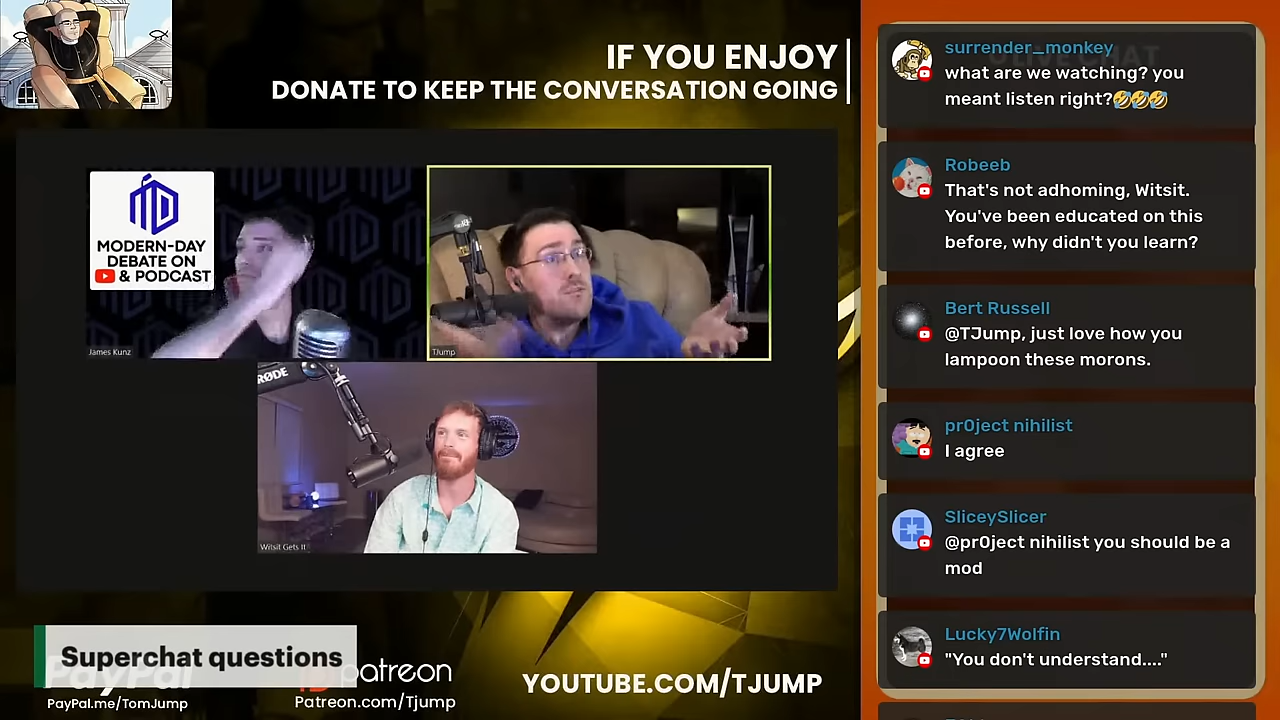 IF YOU ENJOY
DONATE TO KEEP THE CONVERSATION GOING
MODERN-DAY
DEBATE ON
& PODCAST
James Kunz
TJump
RØDE
Witsit Gets It
Superchat questions
PayPal
patreon
PayPal.me/TomJump
Patreon.com/Tjump
YOUTUBE.COM/TJUMP
LIVE CHAT
surrender_monkey
what are we watching? you
meant listen right?🤣🤣🤣
Robeeb
That's not adhoming, Witsit.
You've been educated on this
before, why didn't you learn?
Bert Russell
@TJump, just love how you
lampoon these morons.
pr0ject nihilist
I agree
SliceySlicer
@pr0ject nihilist you should be a
mod
Lucky7Wolfin
"You don't understand...."